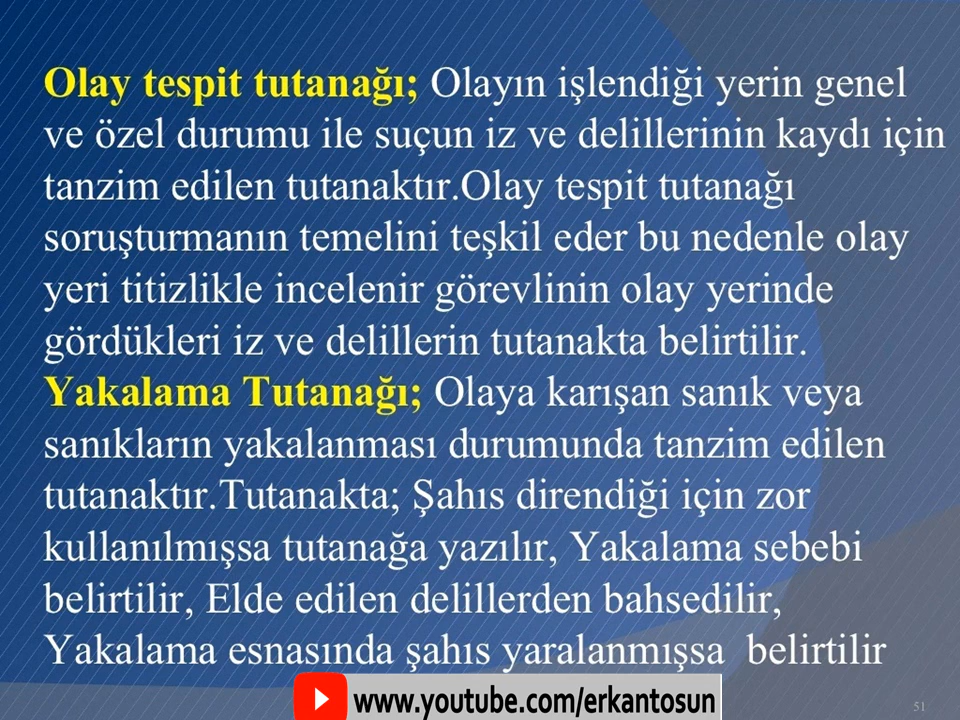 Olay tespit tutanağı; Olayın işlendiği yerin genel
ve özel durumu ile suçun iz ve delillerinin kaydı için
tanzim edilen tutanaktır.Olay tespit tutanağı
soruşturmanın temelini teşkil eder bu nedenle olay
yeri titizlikle incelenir görevlinin olay yerinde
gördükleri iz ve delillerin tutanakta belirtilir.
Yakalama Tutanağı; Olaya karışan sanık veya
sanıkların yakalanması durumunda tanzim edilen
tutanaktır.Tutanakta; Şahıs direndiği için zor
kullanılmışsa tutanağa yazılır, Yakalama sebebi
belirtilir, Elde edilen delillerden bahsedilir,
Yakalama esnasında şahıs yaralanmışsa  belirtilir
www.youtube.com/erkantosun
51